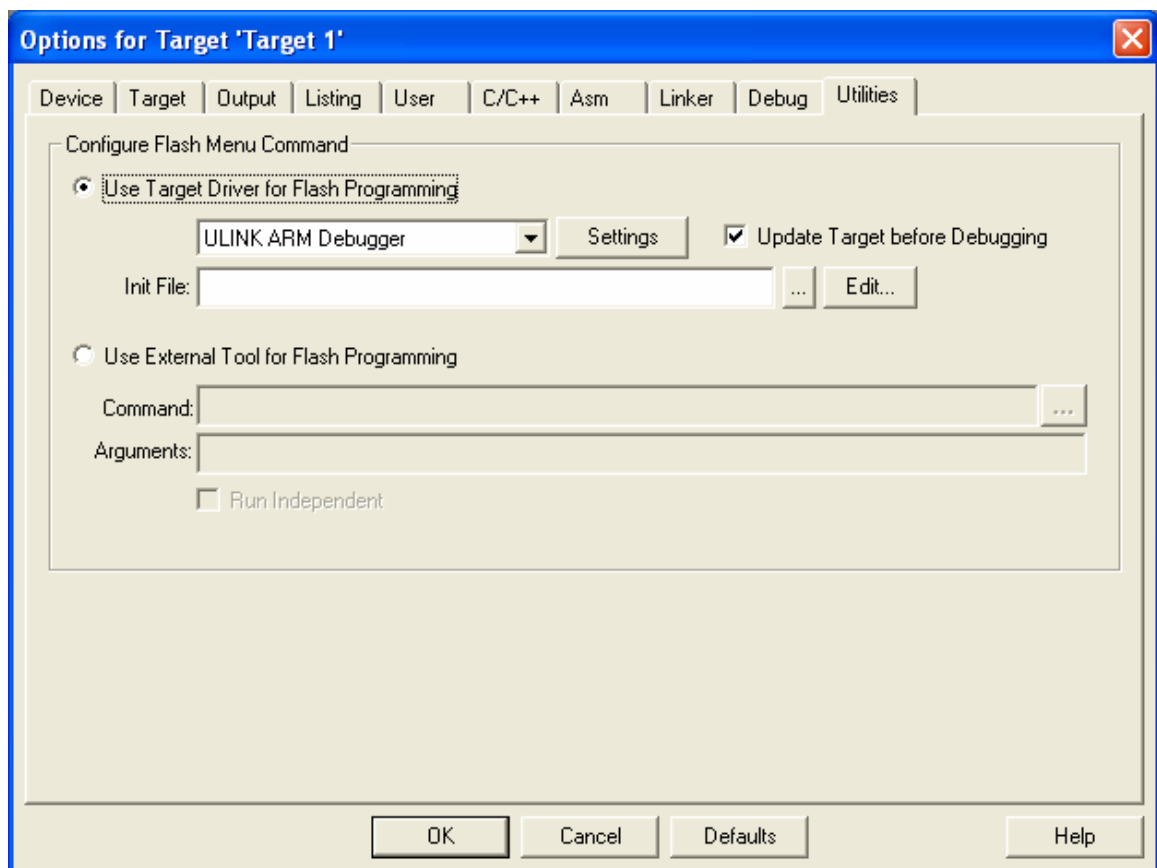 Options for Target 'Target 1'
Device Target Output Listing User C/C++ Asm Linker Debug Utilities
Configure Flash Menu Command
Use Target Driver for Flash Programming
ULINK ARM Debugger Settings Update Target before Debugging
Init File: ... Edit...
Use External Tool for Flash Programming
Command: ...
Arguments:
Run Independent
OK Cancel Defaults Help